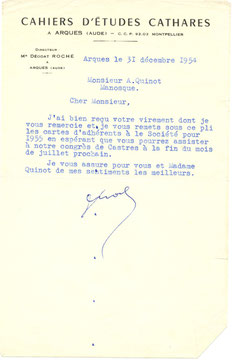 CAHIERS D'ÉTUDES CATHARES
A ARQUES (AUDE) - C.C.P. 62-02 MONTPELLIER
DIRECTEUR
Mr DÉODAT ROCHÉ
A ARQUES (AUDE)
Arques le 31 décembre 1954
Monsieur A.Quinot
Manosque.
Cher Monsieur,
J'ai bien reçu votre virement dont je
vous remercie et je vous remets sous ce pli
les cartes d'adhérents à la Société pour
1955 en espérant que vous pourrez assister
à notre congrès de Castres à la fin du mois
de juillet prochain.
Je vous assure pour vous et Madame
Quinot de mes sentiments les meilleurs.